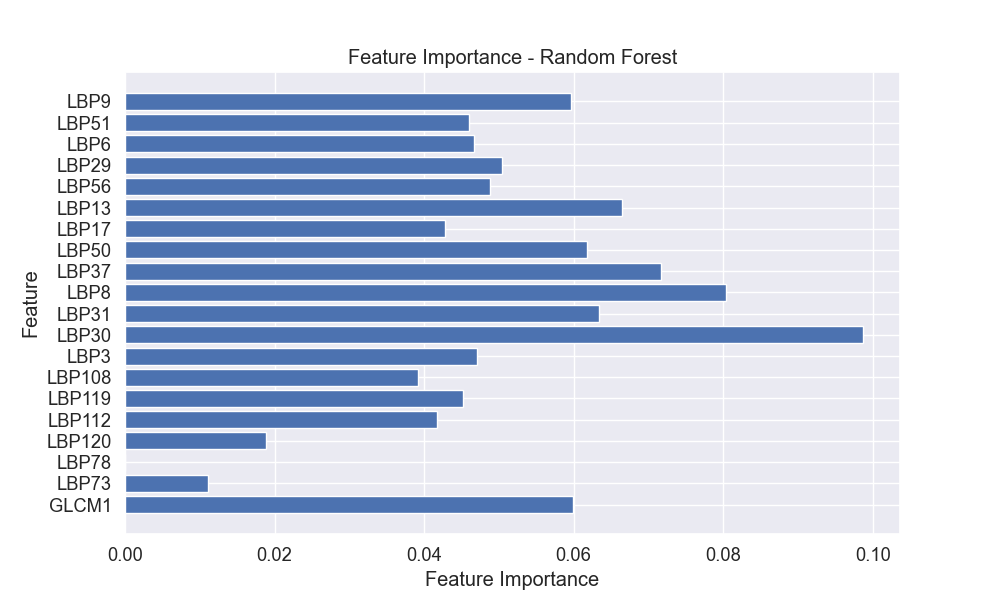 Feature Importance - Random Forest
LBP9
LBP51
LBP6
LBP29
LBP56
LBP13
LBP17
LBP50
LBP37
LBP8
LBP31
LBP30
LBP3
LBP108
LBP119
LBP112
LBP120
LBP78
LBP73
GLCM1
Feature
0.00 0.02 0.04 0.06 0.08 0.10
Feature Importance